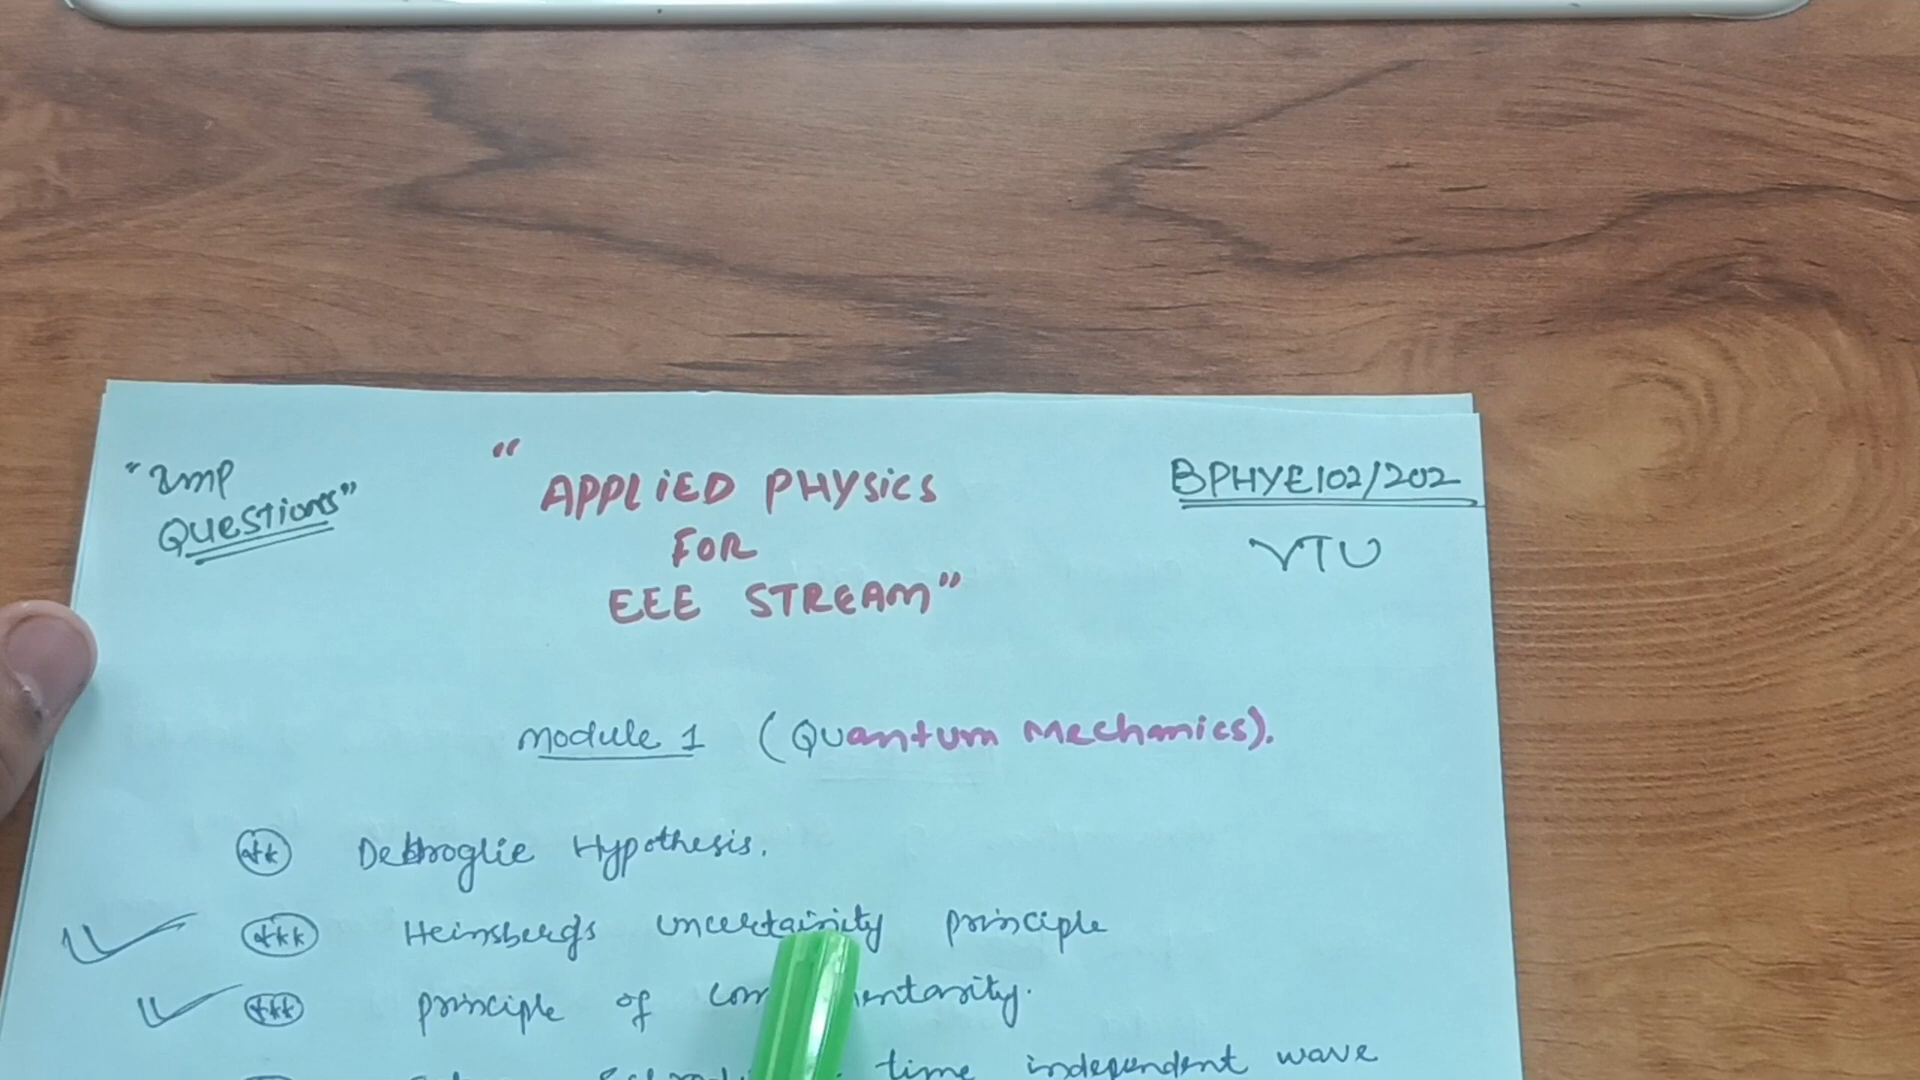 "Imp
Questions"
"APPLIED PHYSICS
FOR
EEE STREAM"
BPHYE102/202
VTU
Module 1 (Quantum Mechanics).
** Debroglie Hypothesis.
*** Heinsberg's uncertainity principle
*** principle of
time independent wave